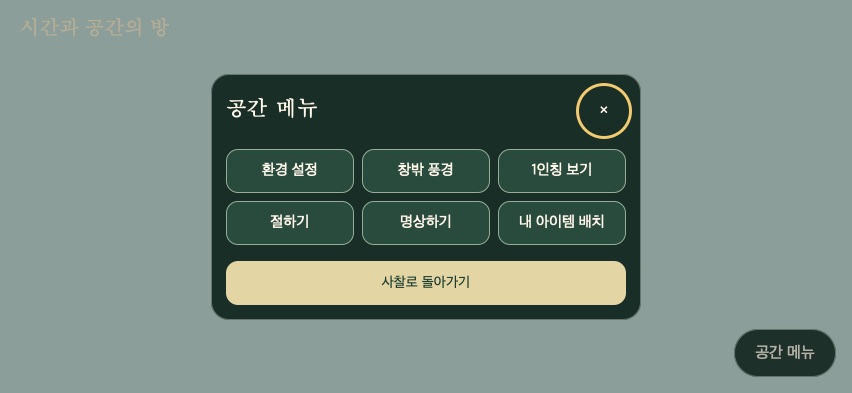 시간과 공간의 방
공간 메뉴
×
환경 설정
창밖 풍경
1인칭 보기
절하기
명상하기
내 아이템 배치
사찰로 돌아가기
공간 메뉴